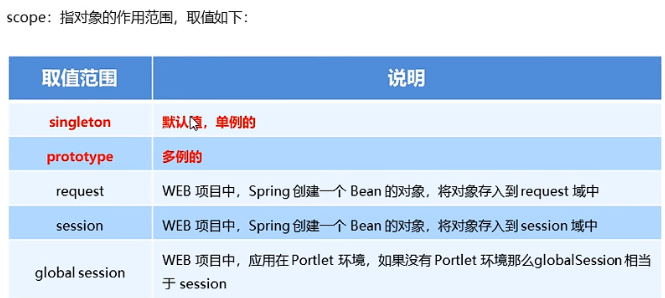 scope：指对象的作用范围，取值如下：
取值范围 说明
singleton 默认值，单例的
prototype 多例的
request WEB 项目中，Spring 创建一个 Bean 的对象，将对象存入到 request 域中
session WEB 项目中，Spring 创建一个 Bean 的对象，将对象存入到 session 域中
global session WEB 项目中，应用在 Portlet 环境，如果没有 Portlet 环境那么globalSession 相当
于 session